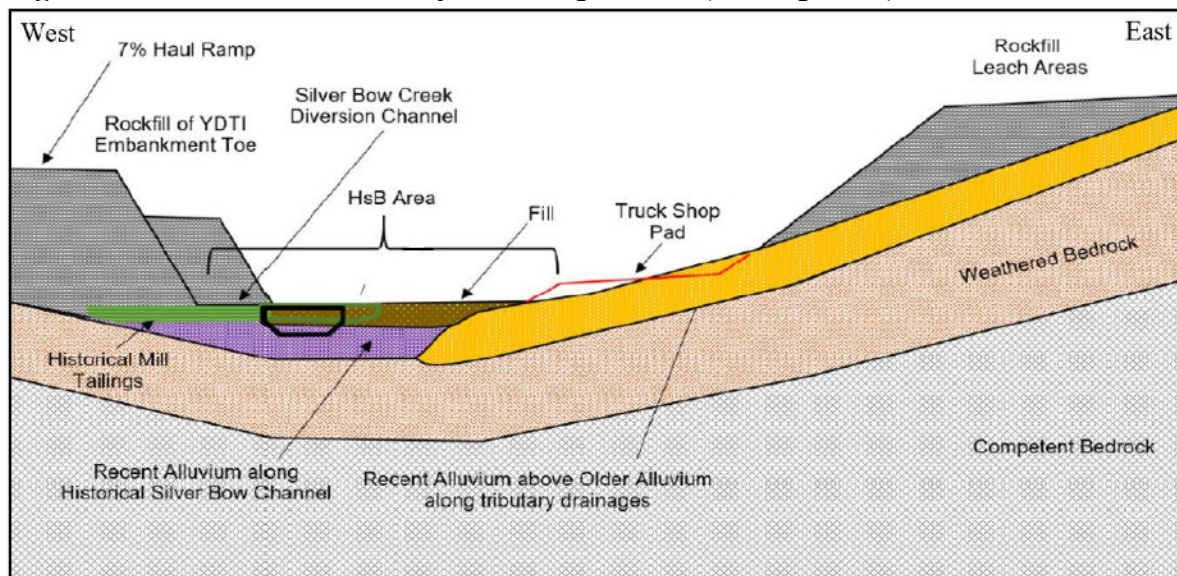 West
East
7% Haul Ramp
Rockfill
Leach Areas
Silver Bow Creek
Diversion Channel
Rockfill of YDTI
Embankment Toe
HsB Area
Fill
Truck Shop
Pad
Weathered Bedrock
Historical Mill
Tailings
Competent Bedrock
Recent Alluvium along
Historical Silver Bow Channel
Recent Alluvium above Older Alluvium
along tributary drainages